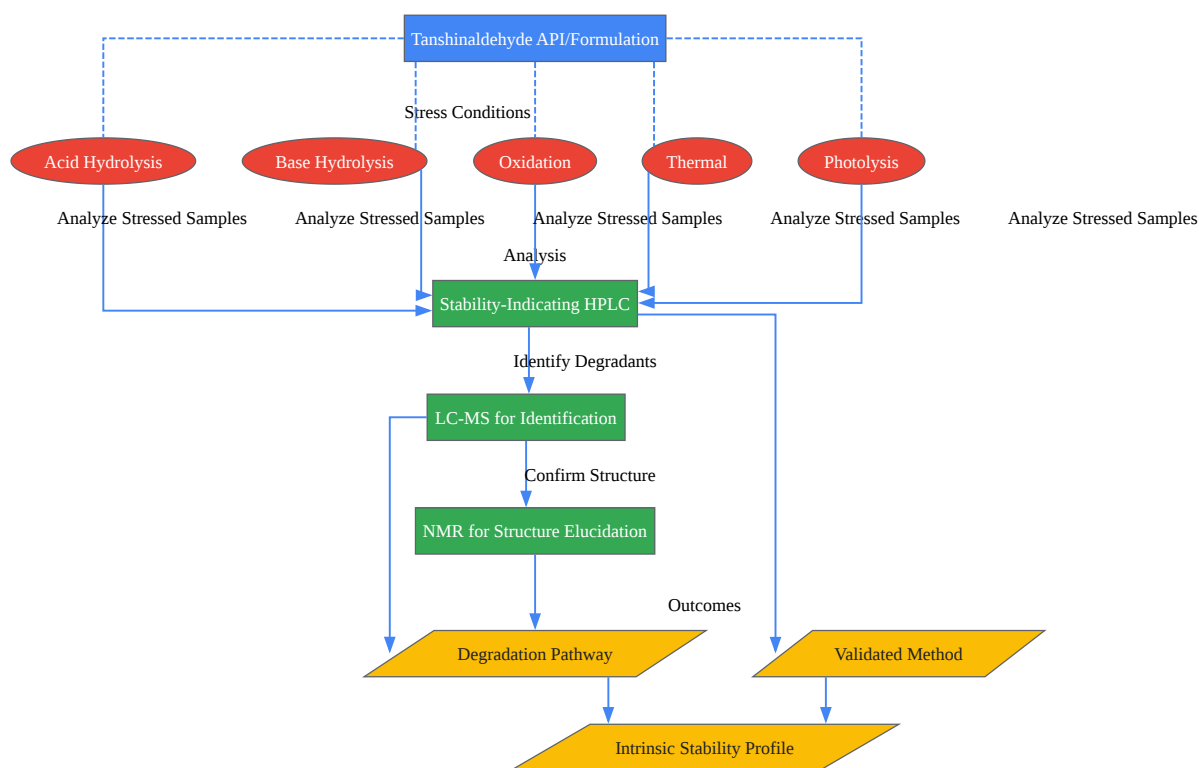 Tanshinaldehyde API/Formulation
Stress Conditions
Acid Hydrolysis
Base Hydrolysis
Oxidation
Thermal
Photolysis
Analyze Stressed Samples
Analyze Stressed Samples
Analyze Stressed Samples
Analyze Stressed Samples
Analyze Stressed Samples
Analysis
Stability-Indicating HPLC
Identify Degradants
LC-MS for Identification
Confirm Structure
NMR for Structure Elucidation
Outcomes
Degradation Pathway
Validated Method
Intrinsic Stability Profile